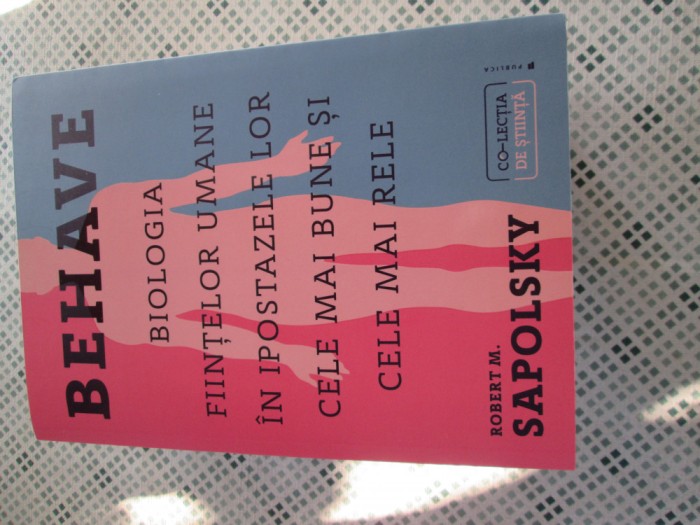 BEHAVE
BIOLOGIA
FIINȚELOR UMANE
ÎN IPOSTAZELE LOR
CELE MAI BUNE ȘI
CELE MAI RELE
ROBERT M.
SAPOLSKY
CO–LECȚIA
DE ȘTIINȚĂ
PUBLICA